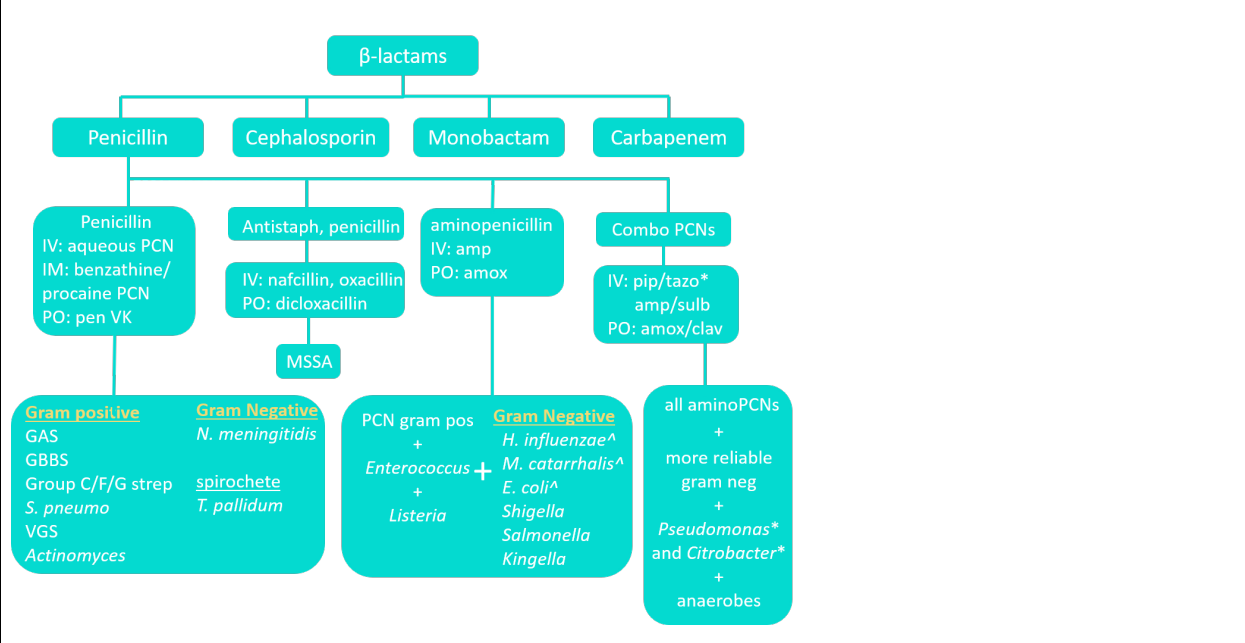 β-lactams
Penicillin
Cephalosporin
Monobactam
Carbapenem
Penicillin
IV: aqueous PCN
IM: benzathine/
procaine PCN
PO: pen VK
Antistaph, penicillin
IV: nafcillin, oxacillin
PO: dicloxacillin
MSSA
aminopenicillin
IV: amp
PO: amox
Combo PCNs
IV: pip/tazo*
amp/sulb
PO: amox/clav
Gram positive
GAS
GBBS
Group C/F/G strep
S. pneumo
VGS
Actinomyces
Gram Negative
N. meningitidis
spirochete
T. pallidum
PCN gram pos
+
Enterococcus
+
Listeria
+
Gram Negative
H. influenzae^
M. catarrhalis^
E. coli^
Shigella
Salmonella
Kingella
all aminoPCNs
+
more reliable
gram neg
+
Pseudomonas*
and Citrobacter*
+
anaerobes